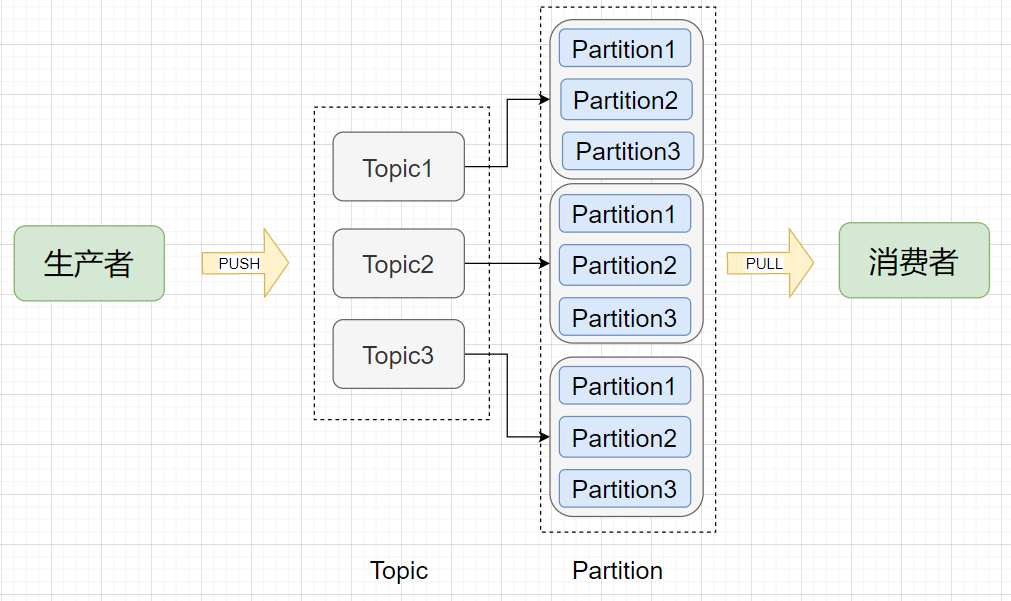 生产者
PUSH
Topic1
Topic2
Topic3
Topic
Partition1
Partition2
Partition3
Partition1
Partition2
Partition3
Partition1
Partition2
Partition3
Partition
PULL
消费者